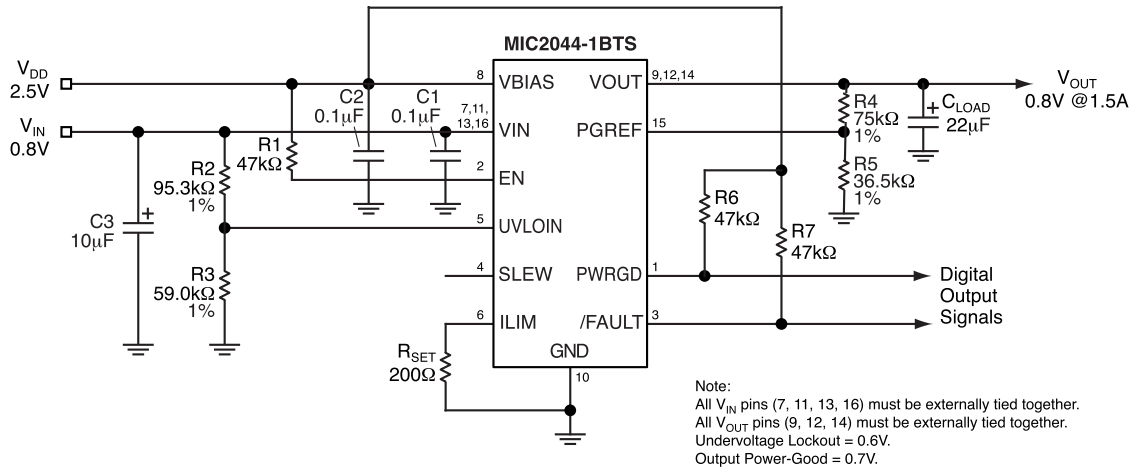 MIC2044-1BTS
VDD
2.5V
VIN
0.8V
8
VBIAS
7,11,
13,16
VIN
2
EN
5
UVLOIN
4
SLEW
6
ILIM
GND
10
VOUT
9,12,14
PGREF
15
PWRGD
1
/FAULT
3
C2
0.1μF
C1
0.1μF
R1
47kΩ
R2
95.3kΩ
1%
C3
10μF
+
R3
59.0kΩ
1%
RSET
200Ω
R4
75kΩ
1%
+
CLOAD
22μF
VOUT
0.8V @1.5A
R5
36.5kΩ
1%
R6
47kΩ
R7
47kΩ
Digital
Output
Signals
Note:
All VIN pins (7, 11, 13, 16) must be externally tied together.
All VOUT pins (9, 12, 14) must be externally tied together.
Undervoltage Lockout = 0.6V.
Output Power-Good = 0.7V.